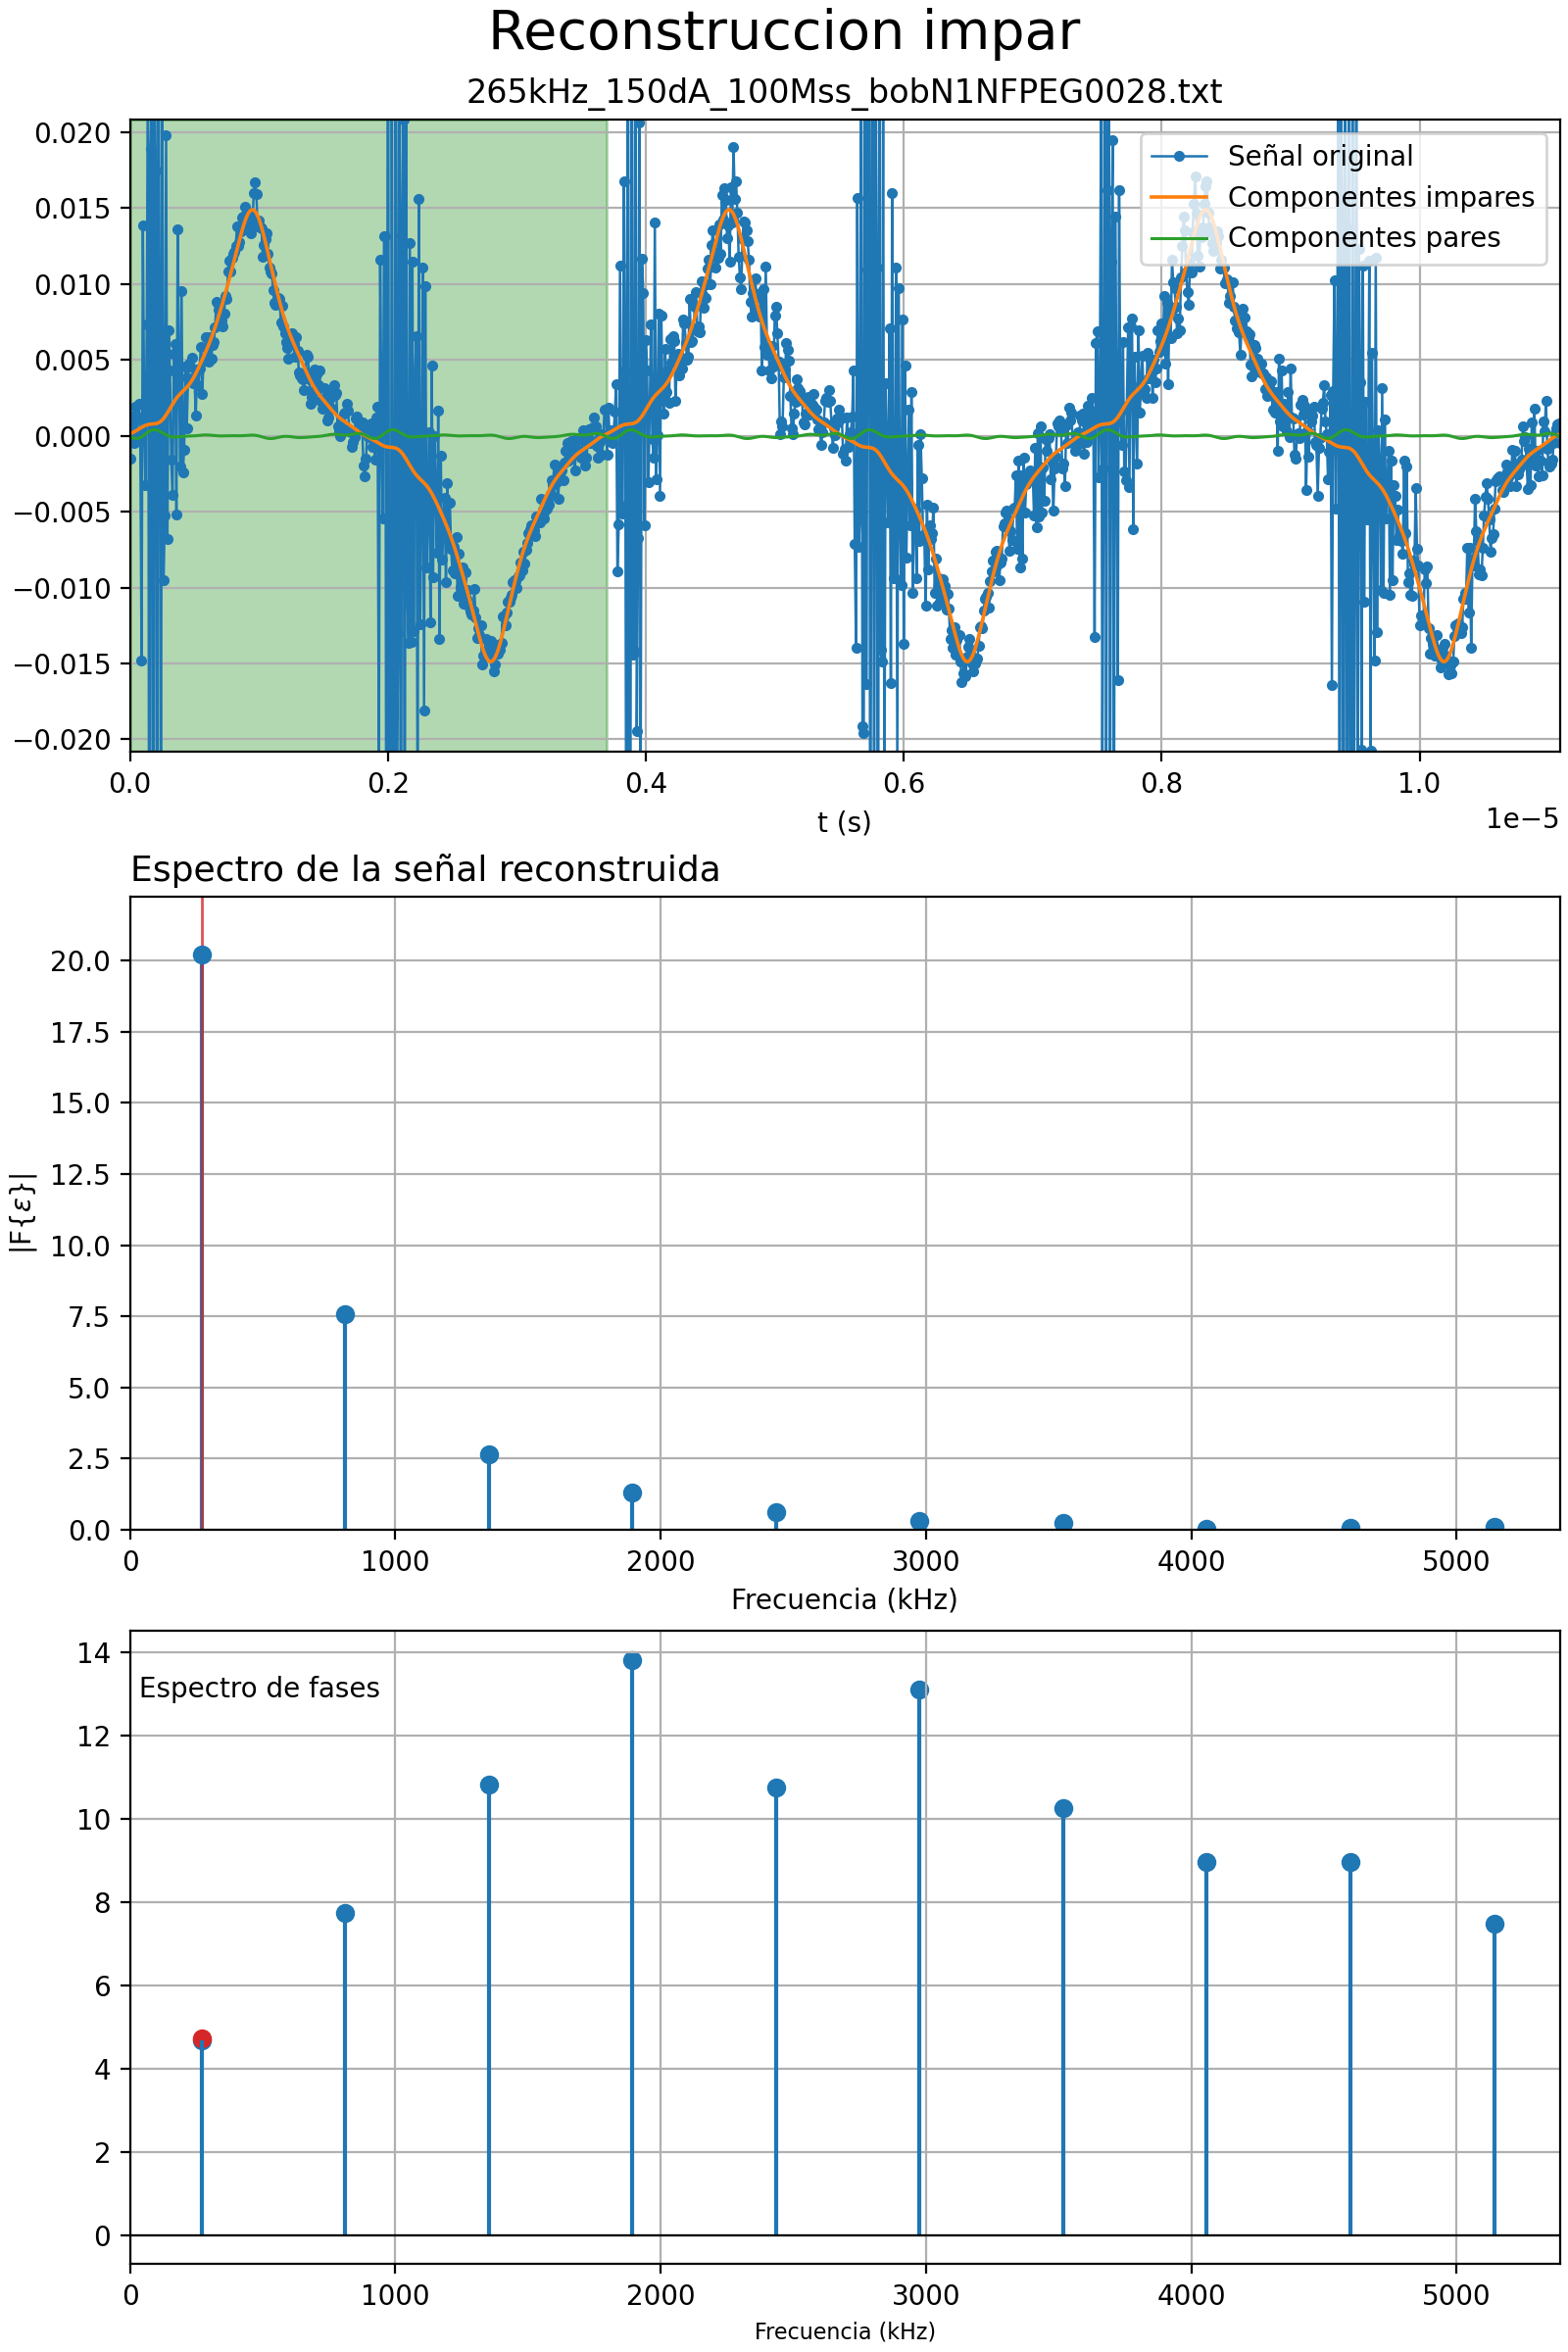 Reconstruccion impar
265kHz_150dA_100Mss_bobN1NFPEG0028.txt
0.020
0.015
0.010
0.005
0.000
−0.005
−0.010
−0.015
−0.020
Señal original
Componentes impares
Componentes pares
0.0 0.2 0.4 0.6 0.8 1.0
1e−5
t (s)
Espectro de la señal reconstruida
20.0
17.5
15.0
12.5
10.0
7.5
5.0
2.5
0.0
|F{ε}|
0 1000 2000 3000 4000 5000
Frecuencia (kHz)
14
12
10
8
6
4
2
0
Espectro de fases
0 1000 2000 3000 4000 5000
Frecuencia (kHz)